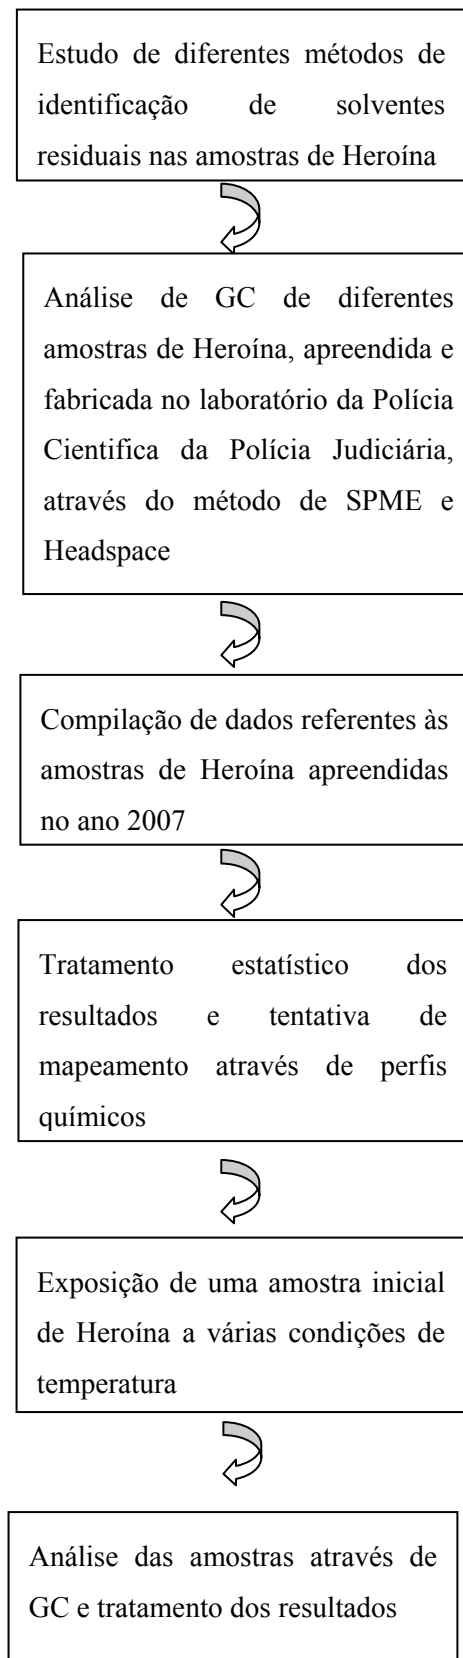 Estudo de diferentes métodos de
identificação de solventes
residuais nas amostras de Heroína
Análise de GC de diferentes
amostras de Heroína, apreendida e
fabricada no laboratório da Polícia
Cientifica da Polícia Judiciária,
através do método de SPME e
Headspace
Compilação de dados referentes às
amostras de Heroína apreendidas
no ano 2007
Tratamento estatístico dos
resultados e tentativa de
mapeamento através de perfis
químicos
Exposição de uma amostra inicial
de Heroína a várias condições de
temperatura
Análise das amostras através de
GC e tratamento dos resultados